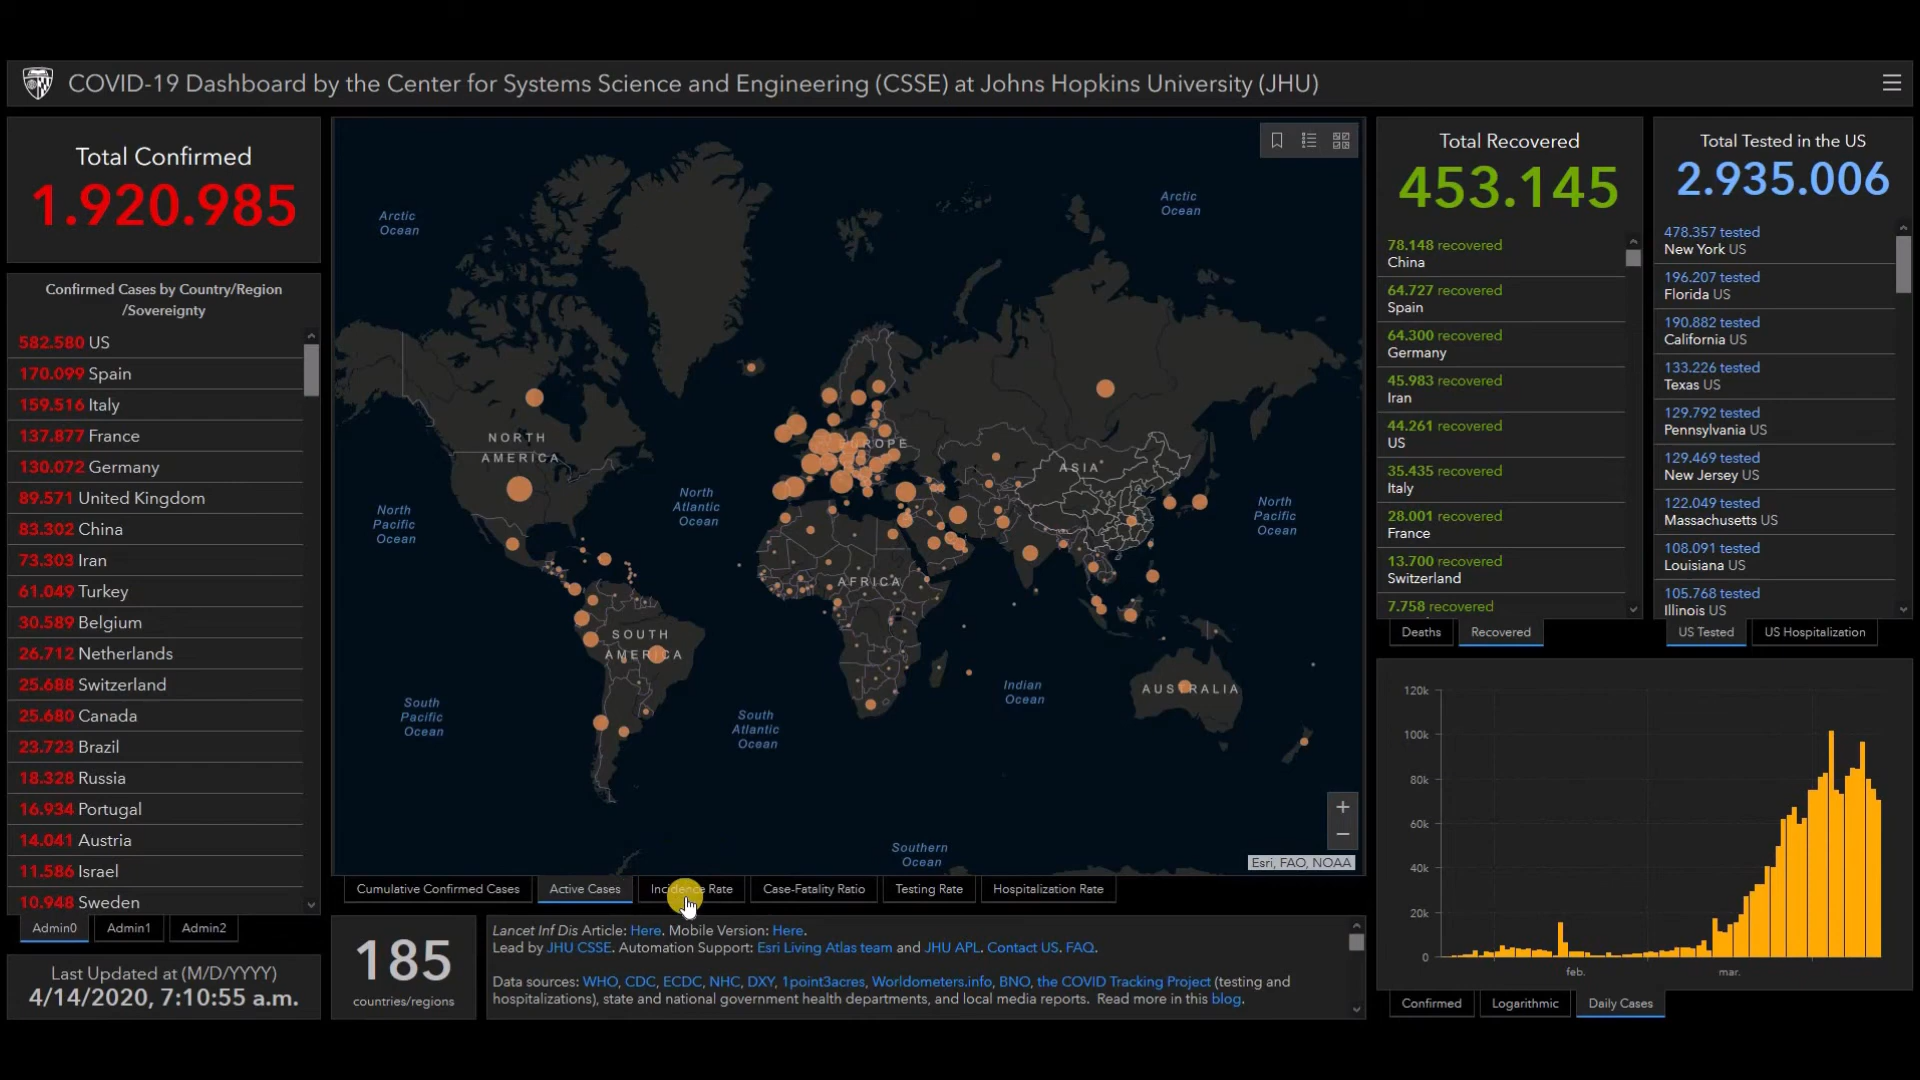 COVID-19 Dashboard by the Center for Systems Science and Engineering (CSSE) at Johns Hopkins University (JHU)
Total Confirmed
1.920.985
Confirmed Cases by Country/Region
/Sovereignty
582.580 US
170.099 Spain
159.516 Italy
137.877 France
130.072 Germany
89.571 United Kingdom
83.302 China
73.303 Iran
61.049 Turkey
30.589 Belgium
26.712 Netherlands
25.688 Switzerland
25.680 Canada
23.723 Brazil
18.328 Russia
16.934 Portugal
14.041 Austria
11.586 Israel
10.948 Sweden
Admin0
Admin1
Admin2
Last Updated at (M/D/YYYY)
4/14/2020, 7:10:55 a.m.
Arctic
Ocean
Arctic
Ocean
NORTH
AMERICA
EUROPE
ASIA
North
Pacific
Ocean
North
Atlantic
Ocean
North
Pacific
Ocean
AFRICA
SOUTH
AMERICA
South
Pacific
Ocean
South
Atlantic
Ocean
Indian
Ocean
AUSTRALIA
Southern
Ocean
+
−
Esri, FAO, NOAA
Cumulative Confirmed Cases
Active Cases
Incidence Rate
Case-Fatality Ratio
Testing Rate
Hospitalization Rate
185
countries/regions
Lancet Inf Dis Article: Here. Mobile Version: Here.
Lead by JHU CSSE. Automation Support: Esri Living Atlas team and JHU APL. Contact US. FAQ.
Data sources: WHO, CDC, ECDC, NHC, DXY, 1point3acres, Worldometers.info, BNO, the COVID Tracking Project (testing and
hospitalizations), state and national government health departments, and local media reports. Read more in this blog.
Total Recovered
453.145
78.148 recovered
China
64.727 recovered
Spain
64.300 recovered
Germany
45.983 recovered
Iran
44.261 recovered
US
35.435 recovered
Italy
28.001 recovered
France
13.700 recovered
Switzerland
7.758 recovered
Deaths
Recovered
Total Tested in the US
2.935.006
478.357 tested
New York US
196.207 tested
Florida US
190.882 tested
California US
133.226 tested
Texas US
129.792 tested
Pennsylvania US
129.469 tested
New Jersey US
122.049 tested
Massachusetts US
108.091 tested
Louisiana US
105.768 tested
Illinois US
US Tested
US Hospitalization
120k
100k
80k
60k
40k
20k
0
feb.
mar.
Confirmed
Logarithmic
Daily Cases